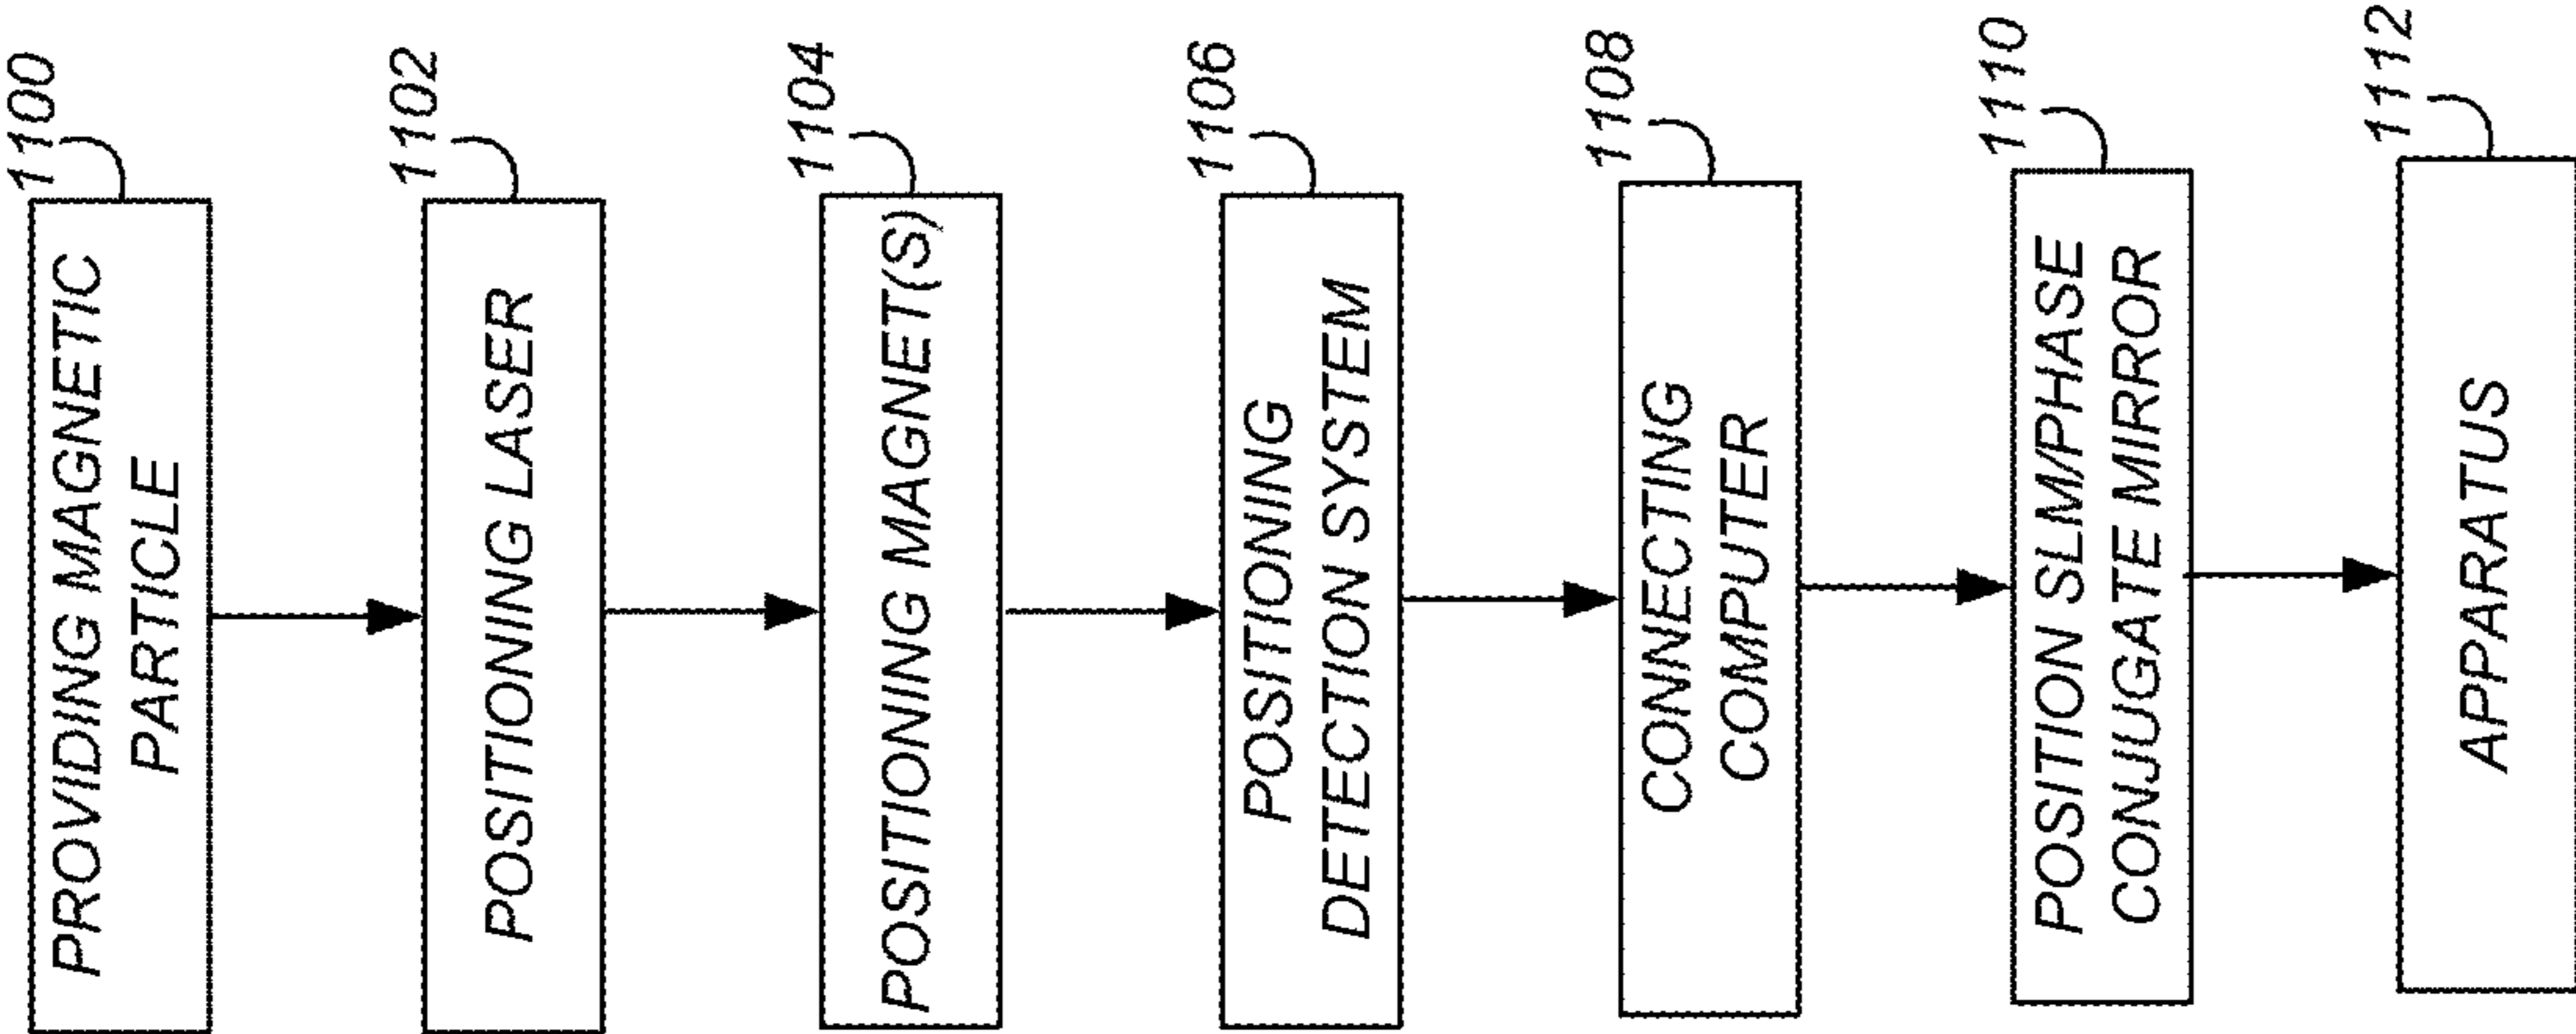 1100
PROVIDING MAGNETIC
PARTICLE
1102
POSITIONING LASER
1104
POSITIONING MAGNET(S)
1106
POSITIONING
DETECTION SYSTEM
1108
CONNECTING
COMPUTER
1110
POSITION SLM/PHASE
CONJUGATE MIRROR
1112
APPARATUS